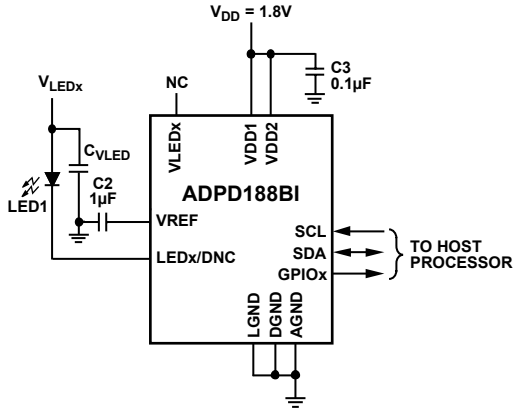 V_DD = 1.8V
C3
0.1µF
V_LEDx
NC
VLEDx
VDD1
VDD2
C_VLED
C2
1µF
LED1
ADPD188BI
VREF
LEDx/DNC
SCL
SDA
GPIOx
TO HOST
PROCESSOR
LGND
DGND
AGND